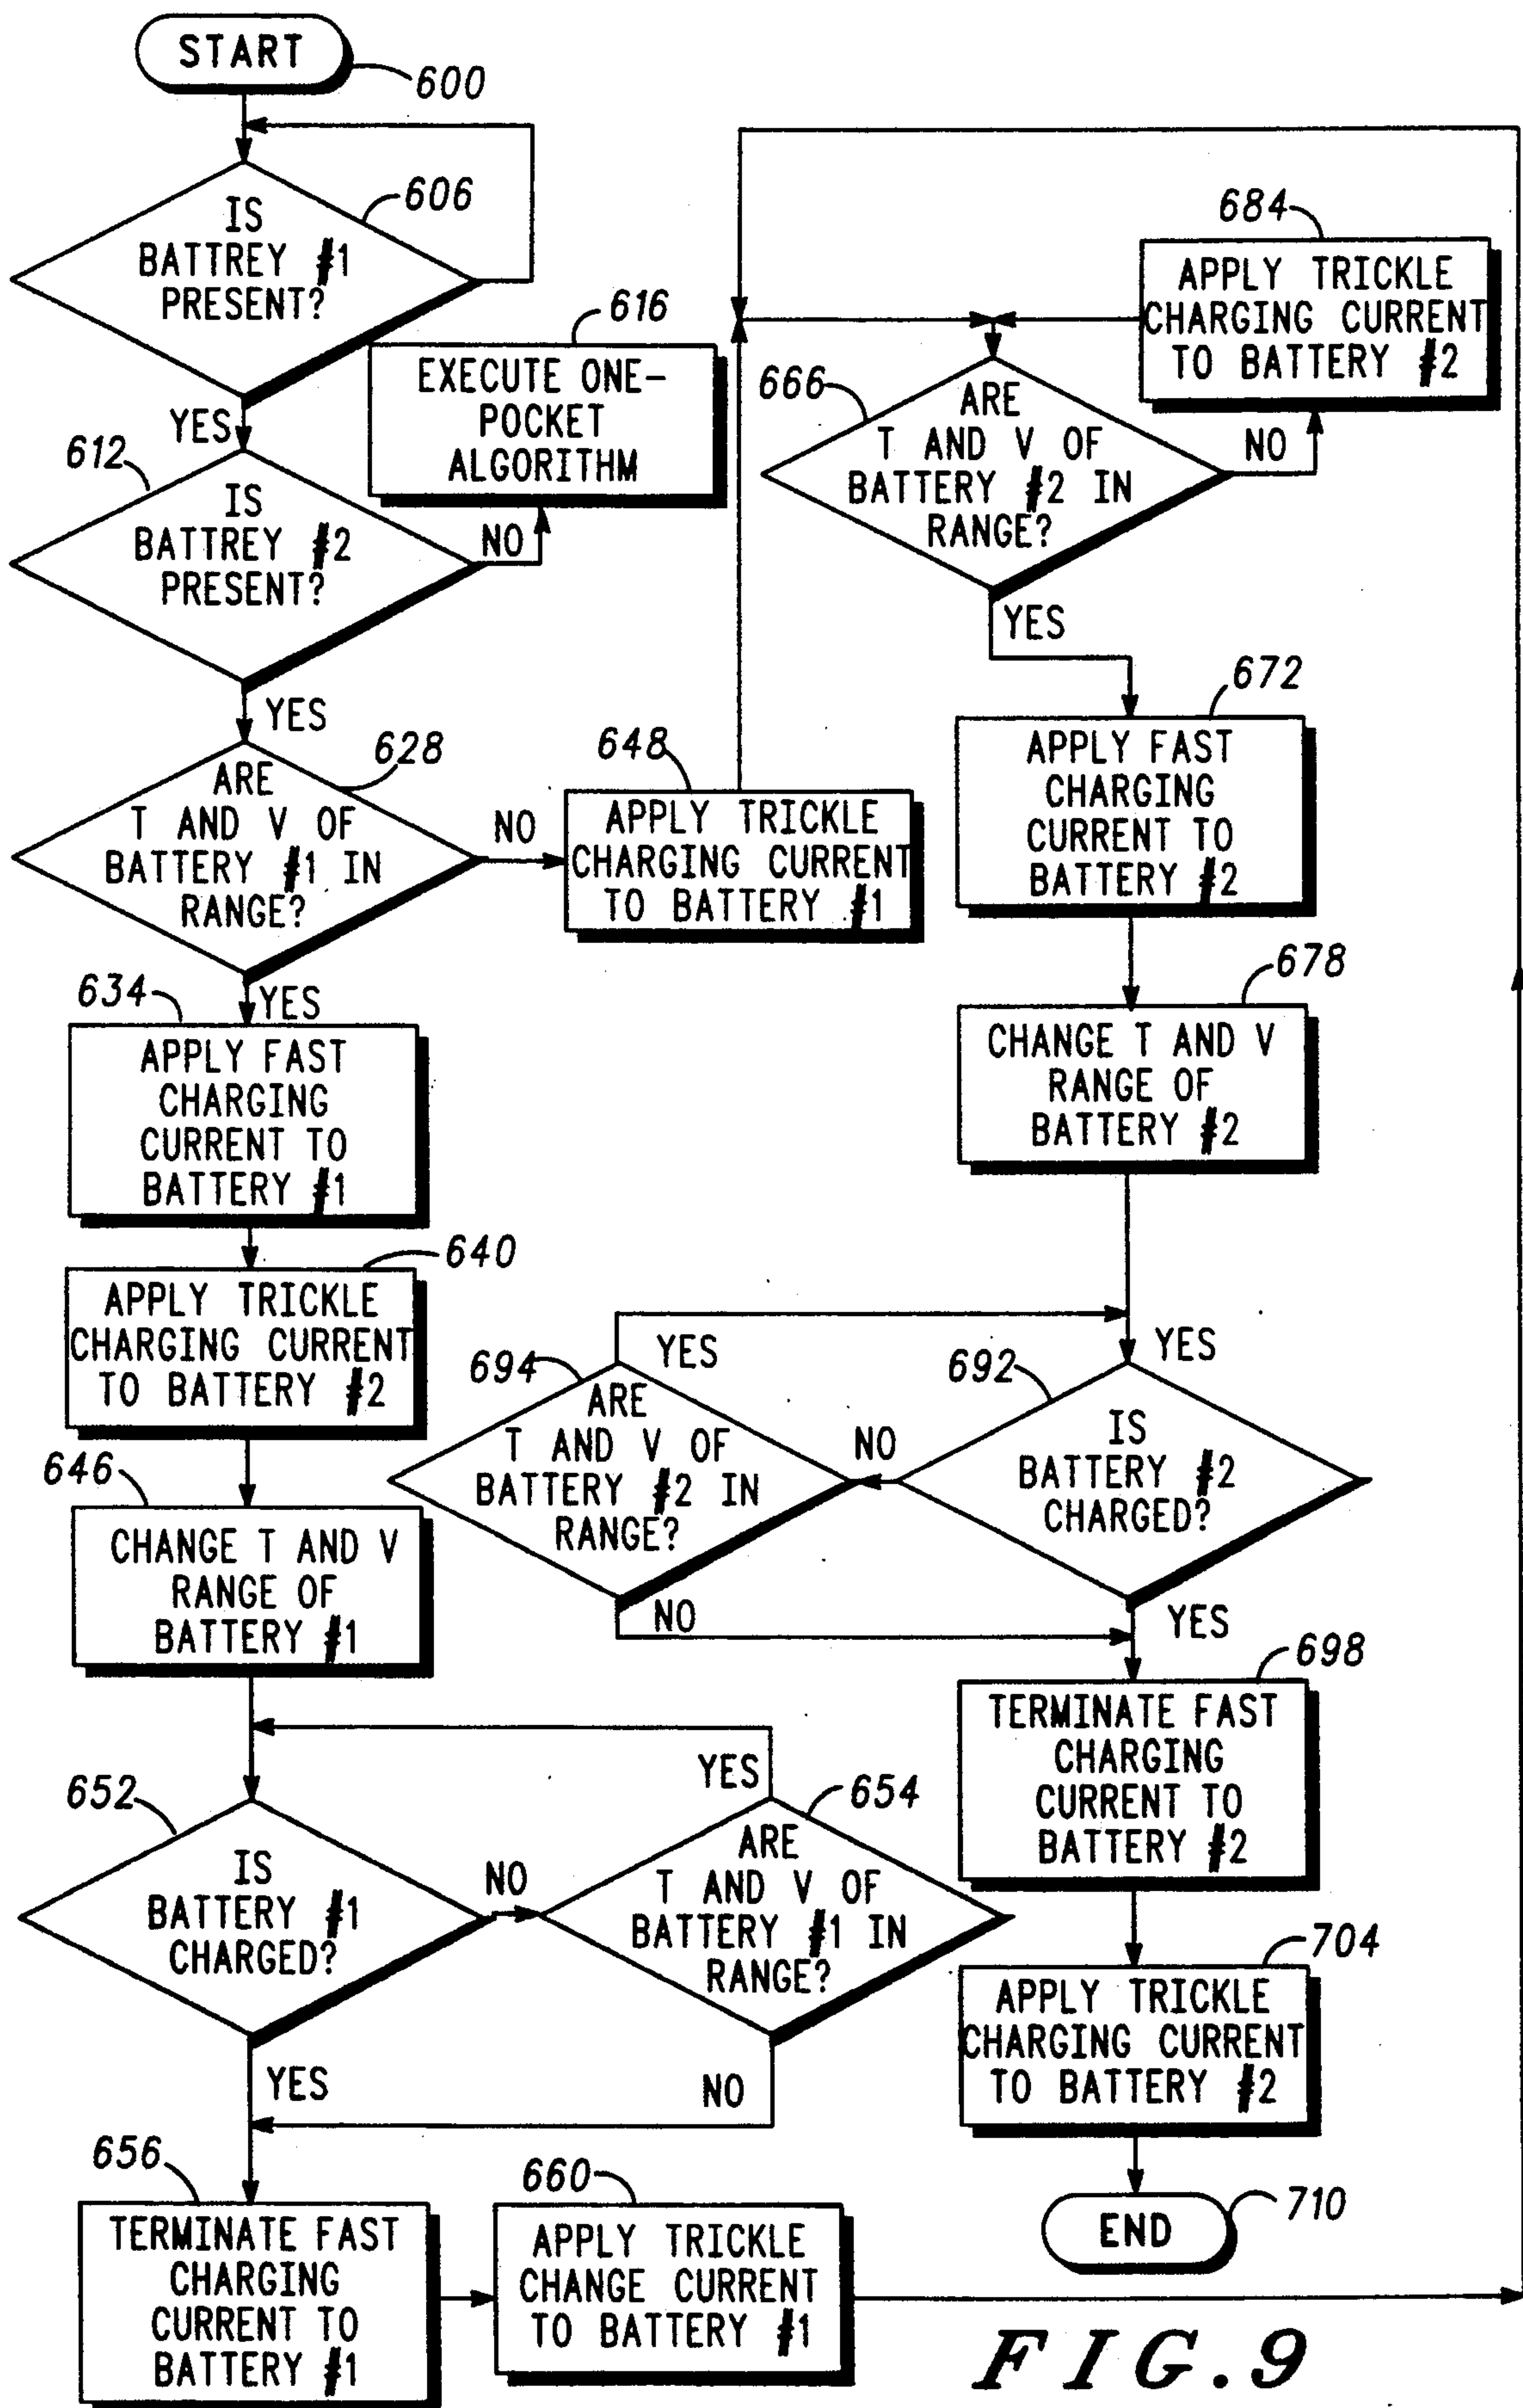 START
600
606
IS
BATTREY #1
PRESENT?
YES
616
EXECUTE ONE-
POCKET
ALGORITHM
612
IS
BATTREY #2
PRESENT?
NO
YES
628
ARE
T AND V OF
BATTERY #1 IN
RANGE?
NO
648
APPLY TRICKLE
CHARGING CURRENT
TO BATTERY #1
YES
634
APPLY FAST
CHARGING
CURRENT TO
BATTERY #1
640
APPLY TRICKLE
CHARGING CURRENT
TO BATTERY #2
646
CHANGE T AND V
RANGE OF
BATTERY #1
652
IS
BATTERY #1
CHARGED?
NO
YES
654
ARE
T AND V OF
BATTERY #1 IN
RANGE?
YES
NO
656
TERMINATE FAST
CHARGING
CURRENT TO
BATTERY #1
660
APPLY TRICKLE
CHANGE CURRENT
TO BATTERY #1
684
APPLY TRICKLE
CHARGING CURRENT
TO BATTERY #2
666
ARE
T AND V OF
BATTERY #2 IN
RANGE?
NO
YES
672
APPLY FAST
CHARGING
CURRENT TO
BATTERY #2
678
CHANGE T AND V
RANGE OF
BATTERY #2
YES
692
IS
BATTERY #2
CHARGED?
NO
YES
694
ARE
T AND V OF
BATTERY #2 IN
RANGE?
YES
NO
698
TERMINATE FAST
CHARGING
CURRENT TO
BATTERY #2
704
APPLY TRICKLE
CHARGING CURRENT
TO BATTERY #2
END
710
FIG.9